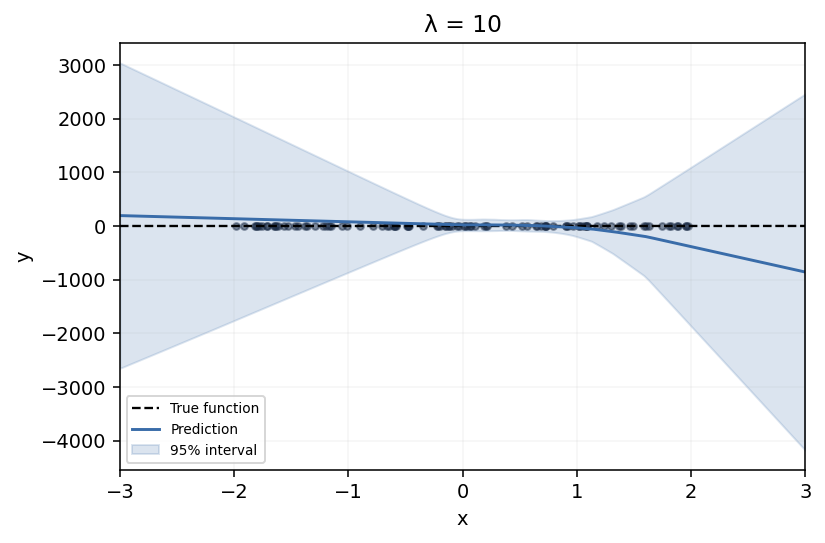 λ = 10
3000
2000
1000
0
−1000
−2000
−3000
−4000
y
True function
Prediction
95% interval
−3 −2 −1 0 1 2 3
x